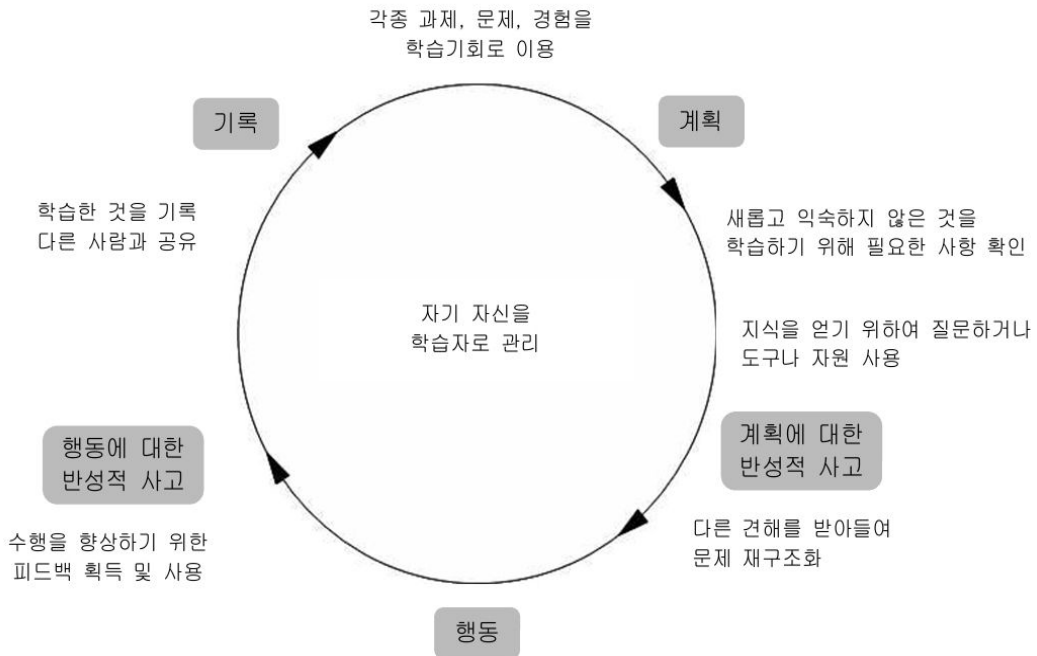 각종 과제, 문제, 경험을
학습기회로 이용
기록
계획
학습한 것을 기록
다른 사람과 공유
새롭고 익숙하지 않은 것을
학습하기 위해 필요한 사항 확인
자기 자신을
학습자로 관리
지식을 얻기 위하여 질문하거나
도구나 자원 사용
행동에 대한
반성적 사고
계획에 대한
반성적 사고
수행을 향상하기 위한
피드백 획득 및 사용
다른 견해를 받아들여
문제 재구조화
행동